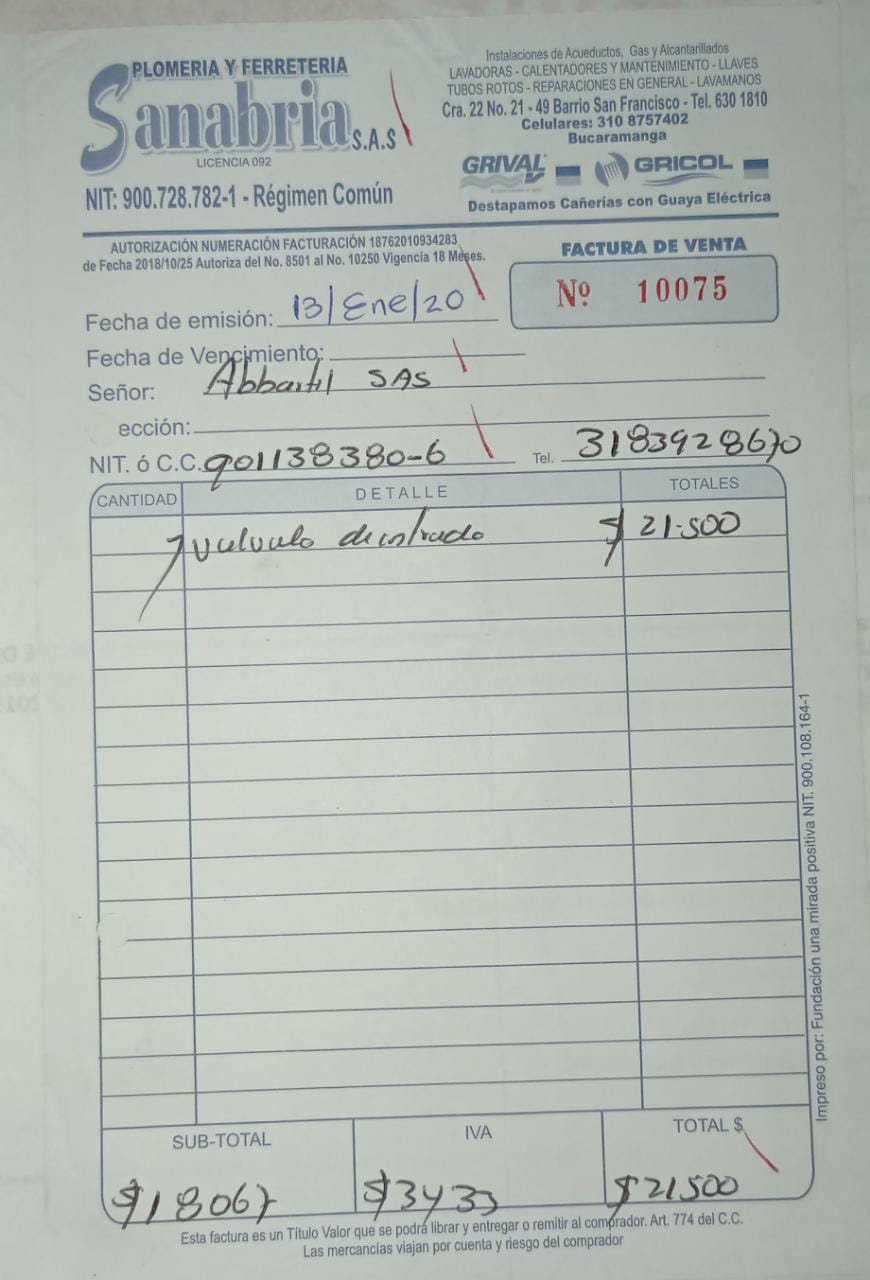 PLOMERIA Y FERRETERIA
Sanabria S.A.S
LICENCIA 092
NIT: 900.728.782-1 - Régimen Común
Instalaciones de Acueductos, Gas y Alcantarillados
LAVADORAS - CALENTADORES Y MANTENIMIENTO - LLAVES
TUBOS ROTOS - REPARACIONES EN GENERAL - LAVAMANOS
Cra. 22 No. 21 - 49 Barrio San Francisco - Tel. 630 1810
Celulares: 310 8757402
Bucaramanga
GRIVAL GRICOL
Destapamos Cañerías con Guaya Eléctrica
AUTORIZACIÓN NUMERACIÓN FACTURACIÓN 18762010934283
de Fecha 2018/10/25 Autoriza del No. 8501 al No. 10250 Vigencia 18 Meses.
FACTURA DE VENTA
Nº 10075
Fecha de emisión: 13/Ene/20
Fecha de Vencimiento:
Señor: SAS
ección:
NIT. ó C.C. 901138380-6 Tel. 3183928670
CANTIDAD DETALLE TOTALES
1 $ 21.500
SUB-TOTAL IVA TOTAL $
$18067 $3433 $21500
Esta factura es un Título Valor que se podrá librar y entregar o remitir al comprador. Art. 774 del C.C.
Las mercancias viajan por cuenta y riesgo del comprador
Impreso por: Fundación una mirada positiva NIT. 900.108.164-1